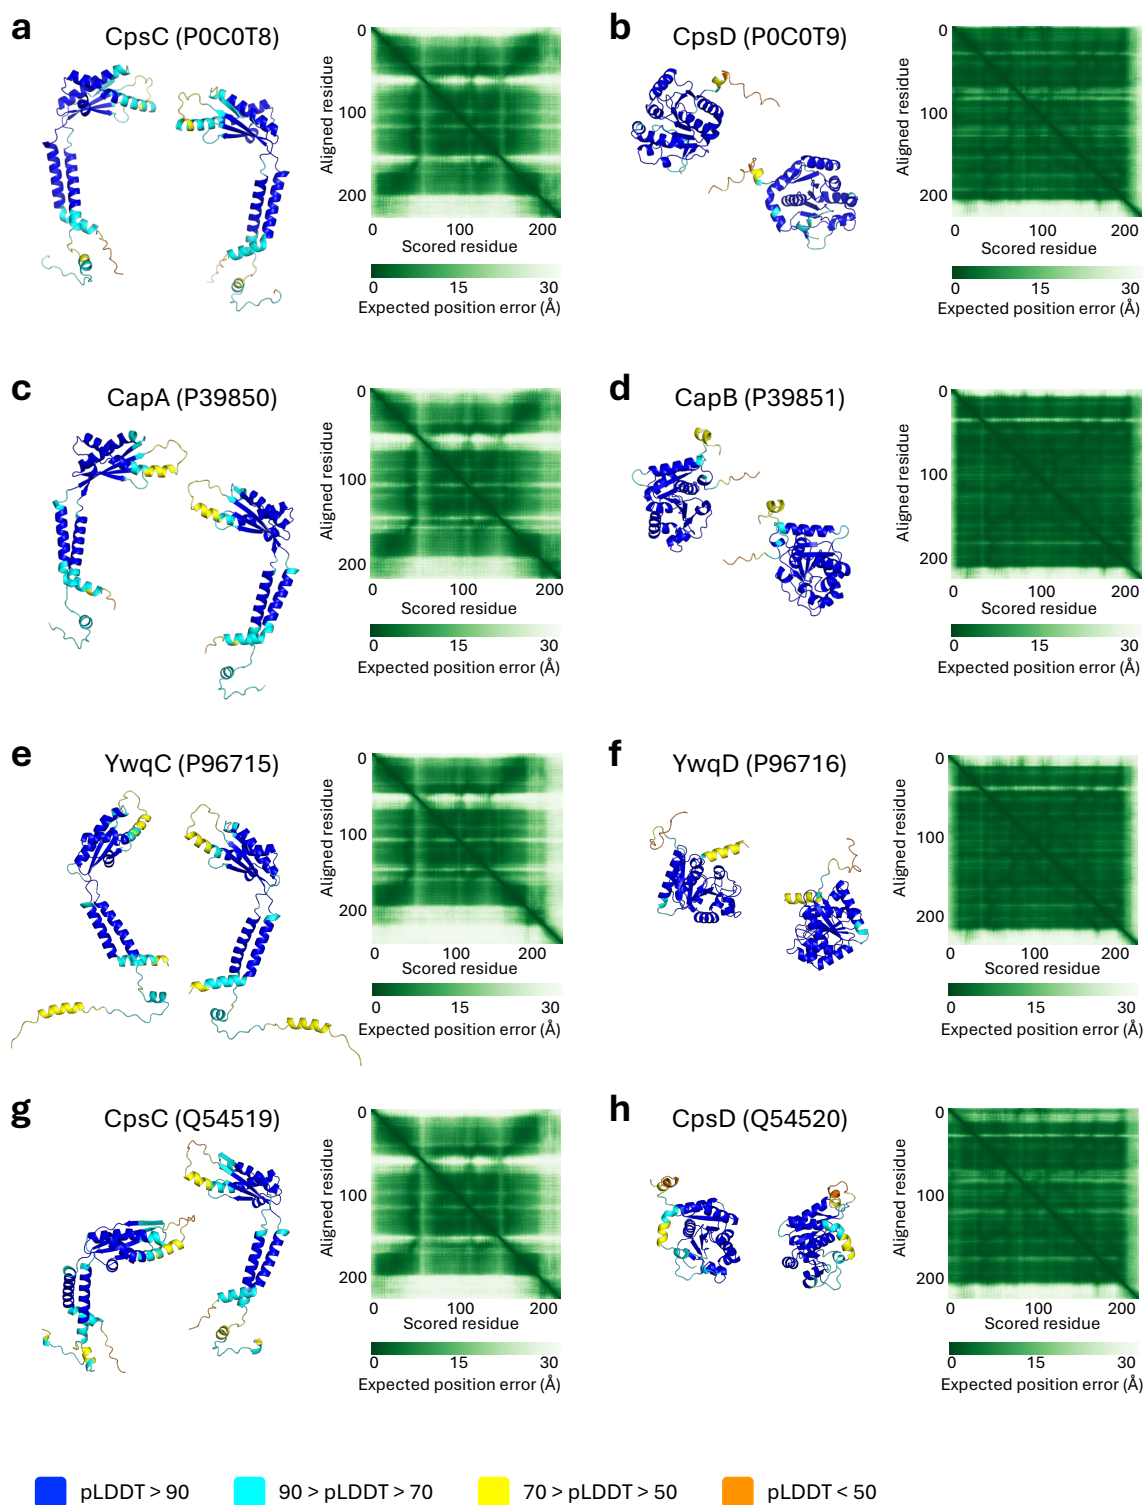 a
CpsC (P0C0T8)
0
100
200
Aligned residue
0
100
200
Scored residue
0
15
30
Expected position error (Å)
b
CpsD (P0C0T9)
0
100
200
Aligned residue
0
100
200
Scored residue
0
15
30
Expected position error (Å)
c
CapA (P39850)
0
100
200
Aligned residue
0
100
200
Scored residue
0
15
30
Expected position error (Å)
d
CapB (P39851)
0
100
200
Aligned residue
0
100
200
Scored residue
0
15
30
Expected position error (Å)
e
YwqC (P96715)
0
100
200
Aligned residue
0
100
200
Scored residue
0
15
30
Expected position error (Å)
f
YwqD (P96716)
0
100
200
Aligned residue
0
100
200
Scored residue
0
15
30
Expected position error (Å)
g
CpsC (Q54519)
0
100
200
Aligned residue
0
100
200
Scored residue
0
15
30
Expected position error (Å)
h
CpsD (Q54520)
0
100
200
Aligned residue
0
100
200
Scored residue
0
15
30
Expected position error (Å)
pLDDT > 90
90 > pLDDT > 70
70 > pLDDT > 50
pLDDT < 50